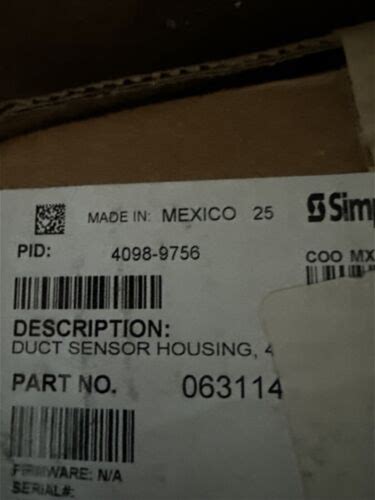 MADE IN: MEXICO 25
PID: 4098-9756
COO MX
DESCRIPTION:
DUCT SENSOR HOUSING, 4
PART NO. 063114
FIRMWARE: N/A
SERIAL#: